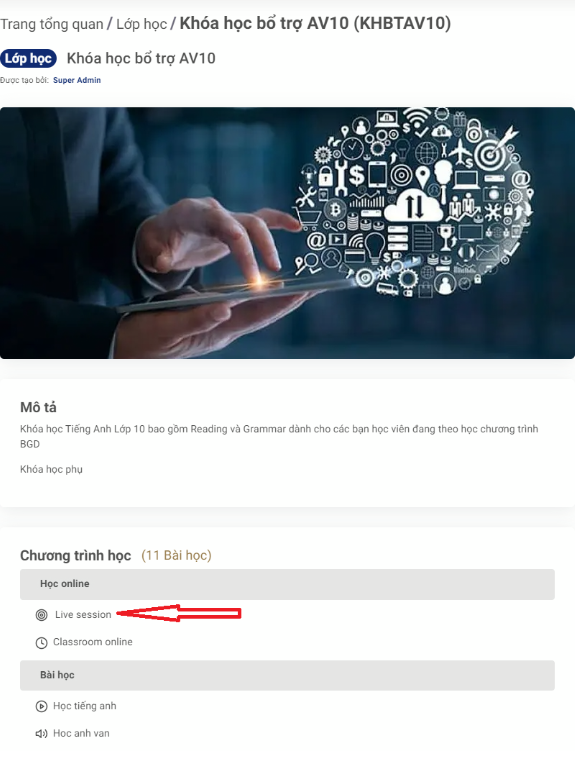 Trang tổng quan / Lớp học / Khóa học bổ trợ AV10 (KHBTAV10)
Lớp học Khóa học bổ trợ AV10
Được tạo bởi: Super Admin
Mô tả
Khóa học Tiếng Anh Lớp 10 bao gồm Reading và Grammar dành cho các bạn học viên đang theo học chương trình
BGD
Khóa học phụ
Chương trình học (11 Bài học)
Học online
Live session
Classroom online
Bài học
Học tiếng anh
Hoc anh van